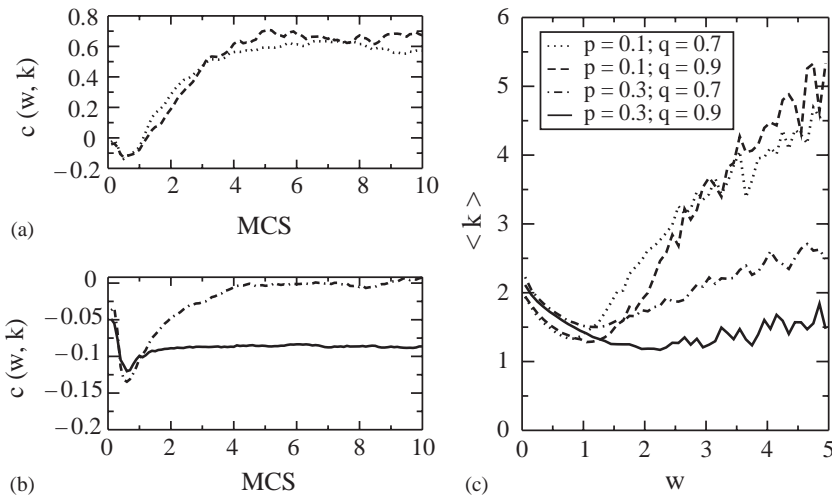 0.8
0.6
0.4
0.2
0
−0.2
c (w, k)
0 2 4 6 8 10
MCS
(a)
0
−0.05
−0.1
−0.15
−0.2
c (w, k)
0 2 4 6 8 10
MCS
(b)
p = 0.1; q = 0.7
p = 0.1; q = 0.9
p = 0.3; q = 0.7
p = 0.3; q = 0.9
6
5
4
3
2
1
0
< k >
0 1 2 3 4 5
w
(c)